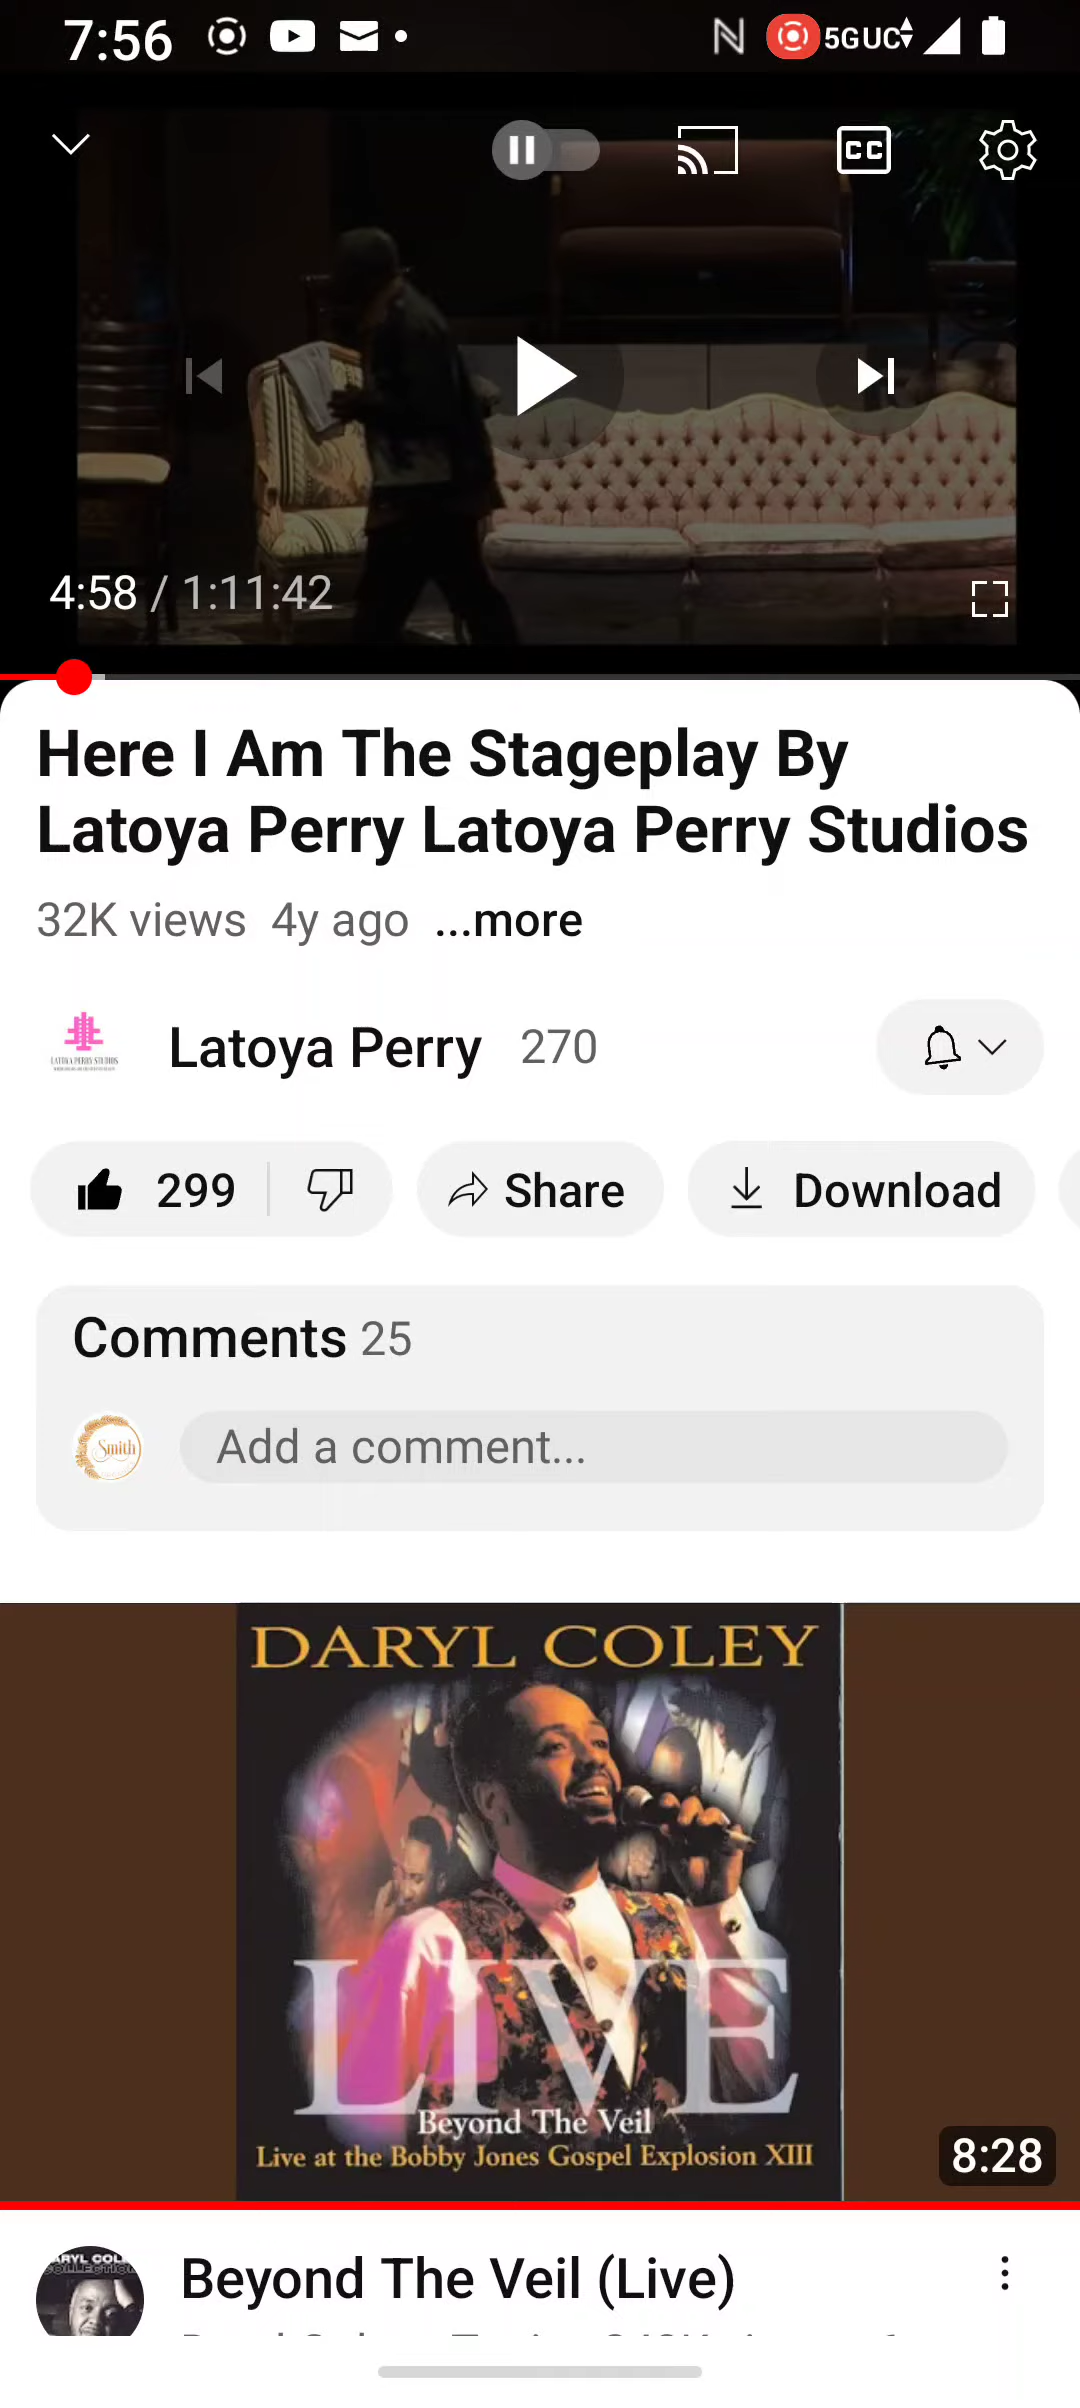 7:56
5GUC
CC
4:58 / 1:11:42
Here I Am The Stageplay By
Latoya Perry Latoya Perry Studios
32K views 4y ago ...more
Latoya Perry 270
299
Share
Download
Comments 25
Smith
Add a comment...
DARYL COLEY
LIVE
Beyond The Veil
Live at the Bobby Jones Gospel Explosion XIII
8:28
Beyond The Veil (Live)